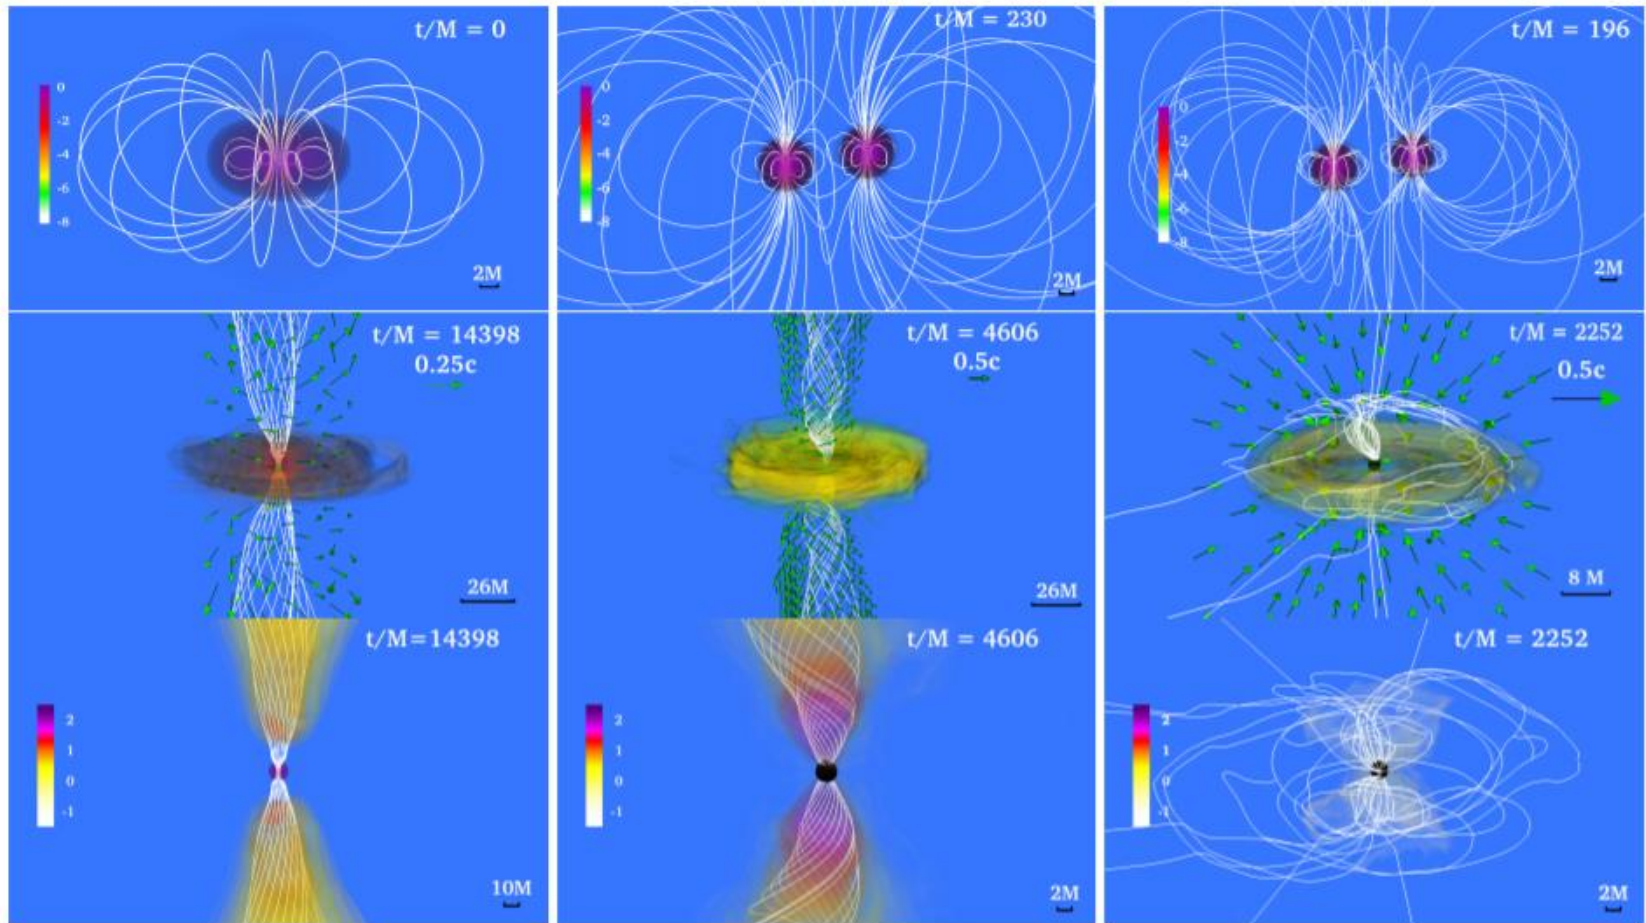 t/M = 0
0
-2
-4
-6
-8
2M
t/M = 230
0
-2
-4
-6
-8
2M
t/M = 196
0
-2
-4
-6
-8
2M
t/M = 14398
0.25c
26M
t/M = 4606
0.5c
26M
t/M = 2252
0.5c
8 M
t/M=14398
2
1
0
-1
10M
t/M = 4606
2
1
0
-1
2M
t/M = 2252
2
1
0
-1
2M